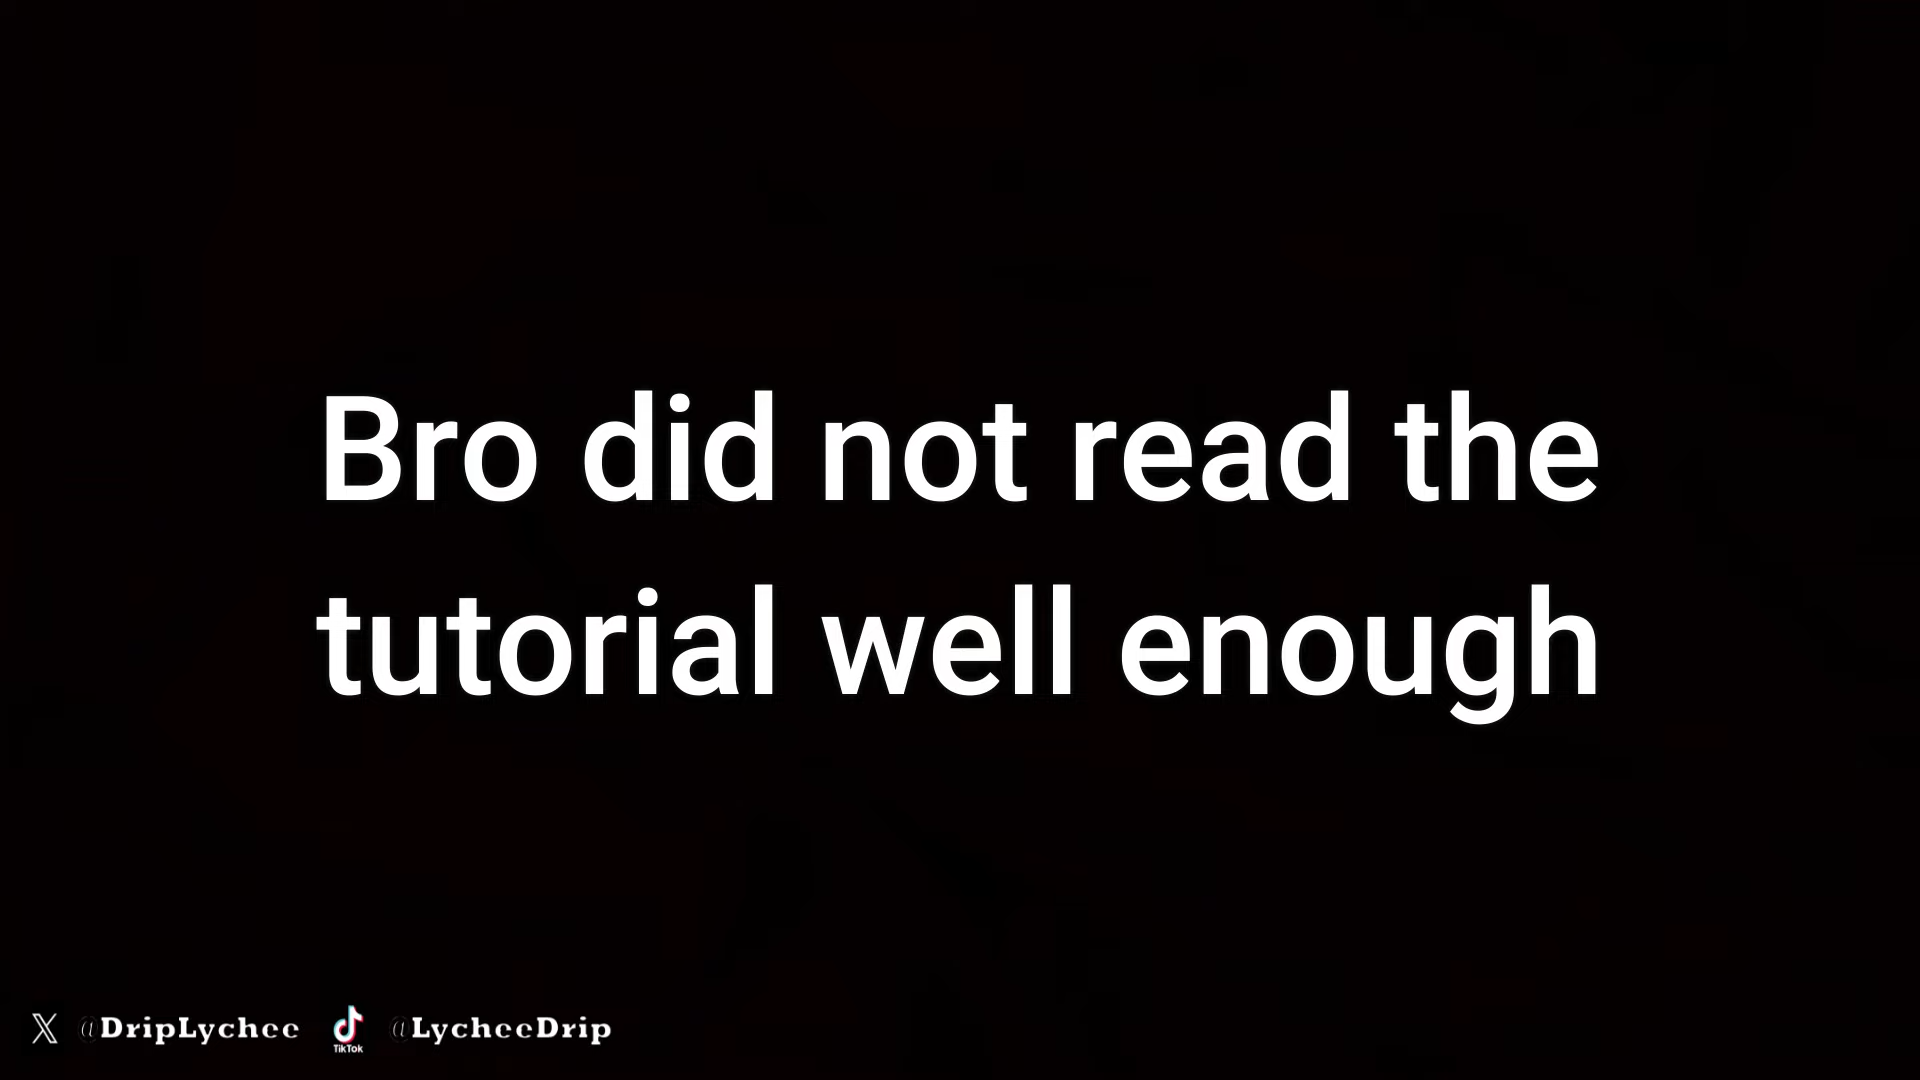 Bro did not read the
tutorial well enough
@DripLychee TikTok @LycheeDrip